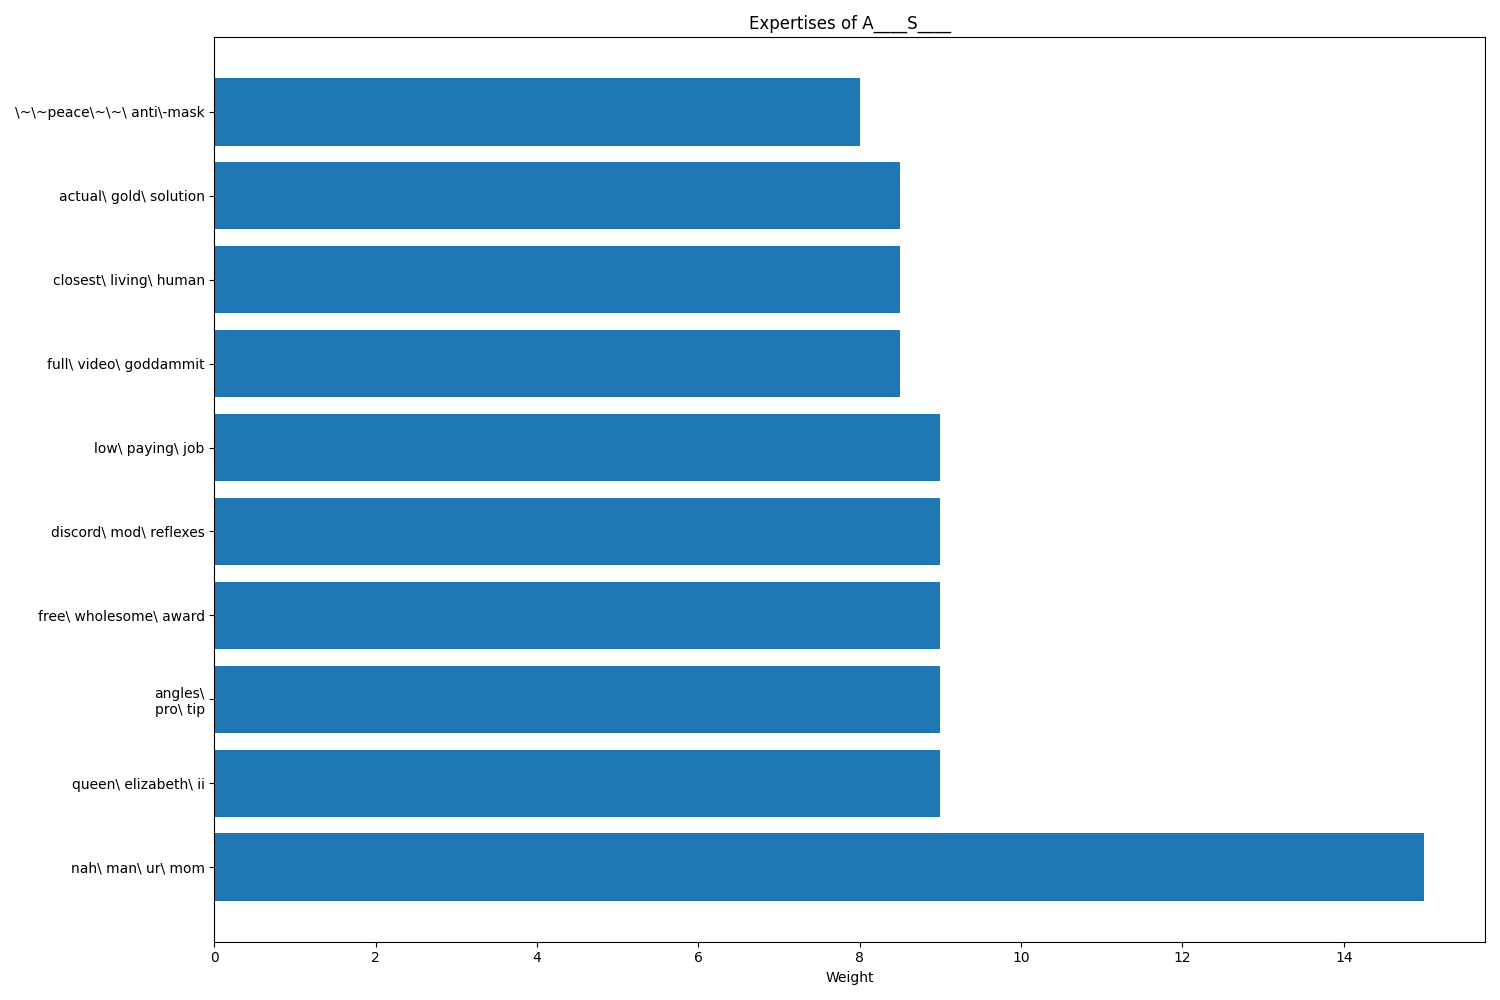 Expertises of A____S____
\~\~peace\~\~\ anti\-mask
actual\ gold\ solution
closest\ living\ human
full\ video\ goddammit
low\ paying\ job
discord\ mod\ reflexes
free\ wholesome\ award
angles\
pro\ tip
queen\ elizabeth\ ii
nah\ man\ ur\ mom
0 2 4 6 8 10 12 14
Weight